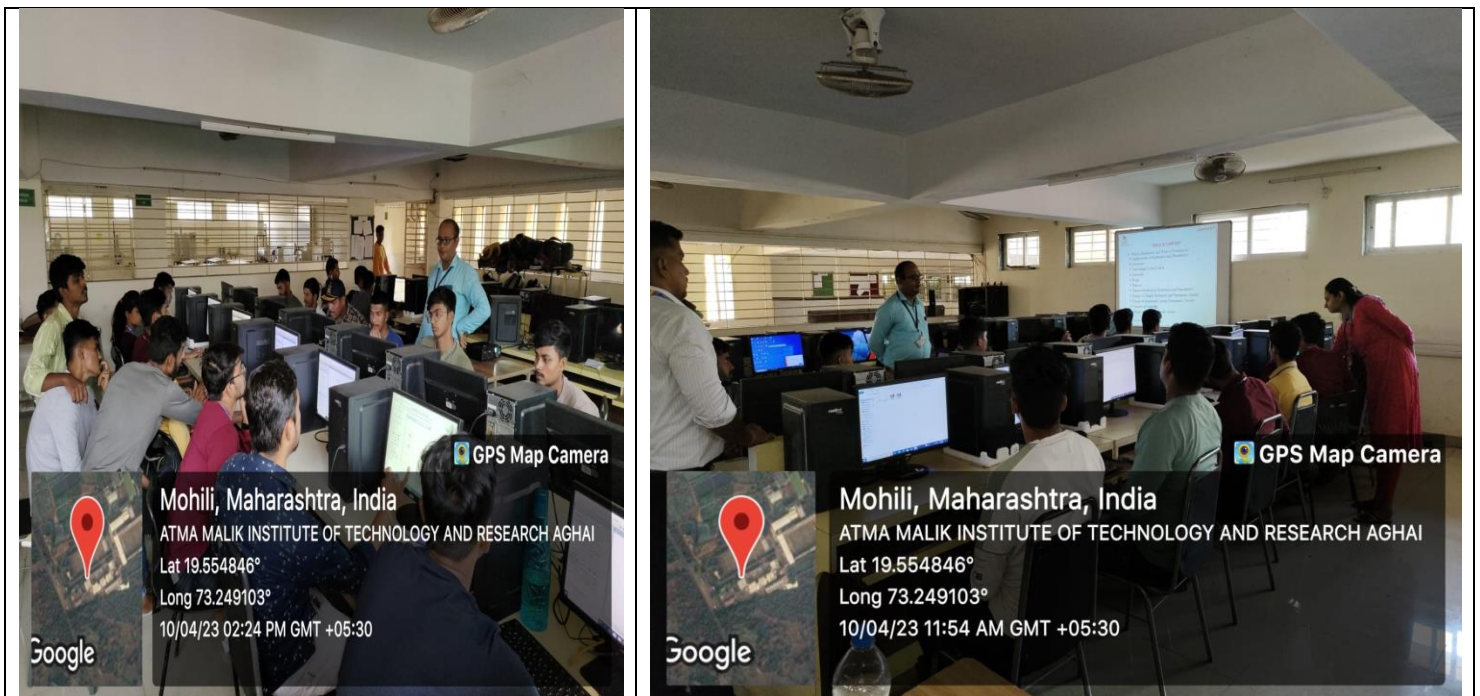 GPS Map Camera
Mohili, Maharashtra, India
ATMA MALIK INSTITUTE OF TECHNOLOGY AND RESEARCH AGHAI
Lat 19.554846°
Long 73.249103°
10/04/23 02:24 PM GMT +05:30
Google
GPS Map Camera
Mohili, Maharashtra, India
ATMA MALIK INSTITUTE OF TECHNOLOGY AND RESEARCH AGHAI
Lat 19.554846°
Long 73.249103°
10/04/23 11:54 AM GMT +05:30
Google